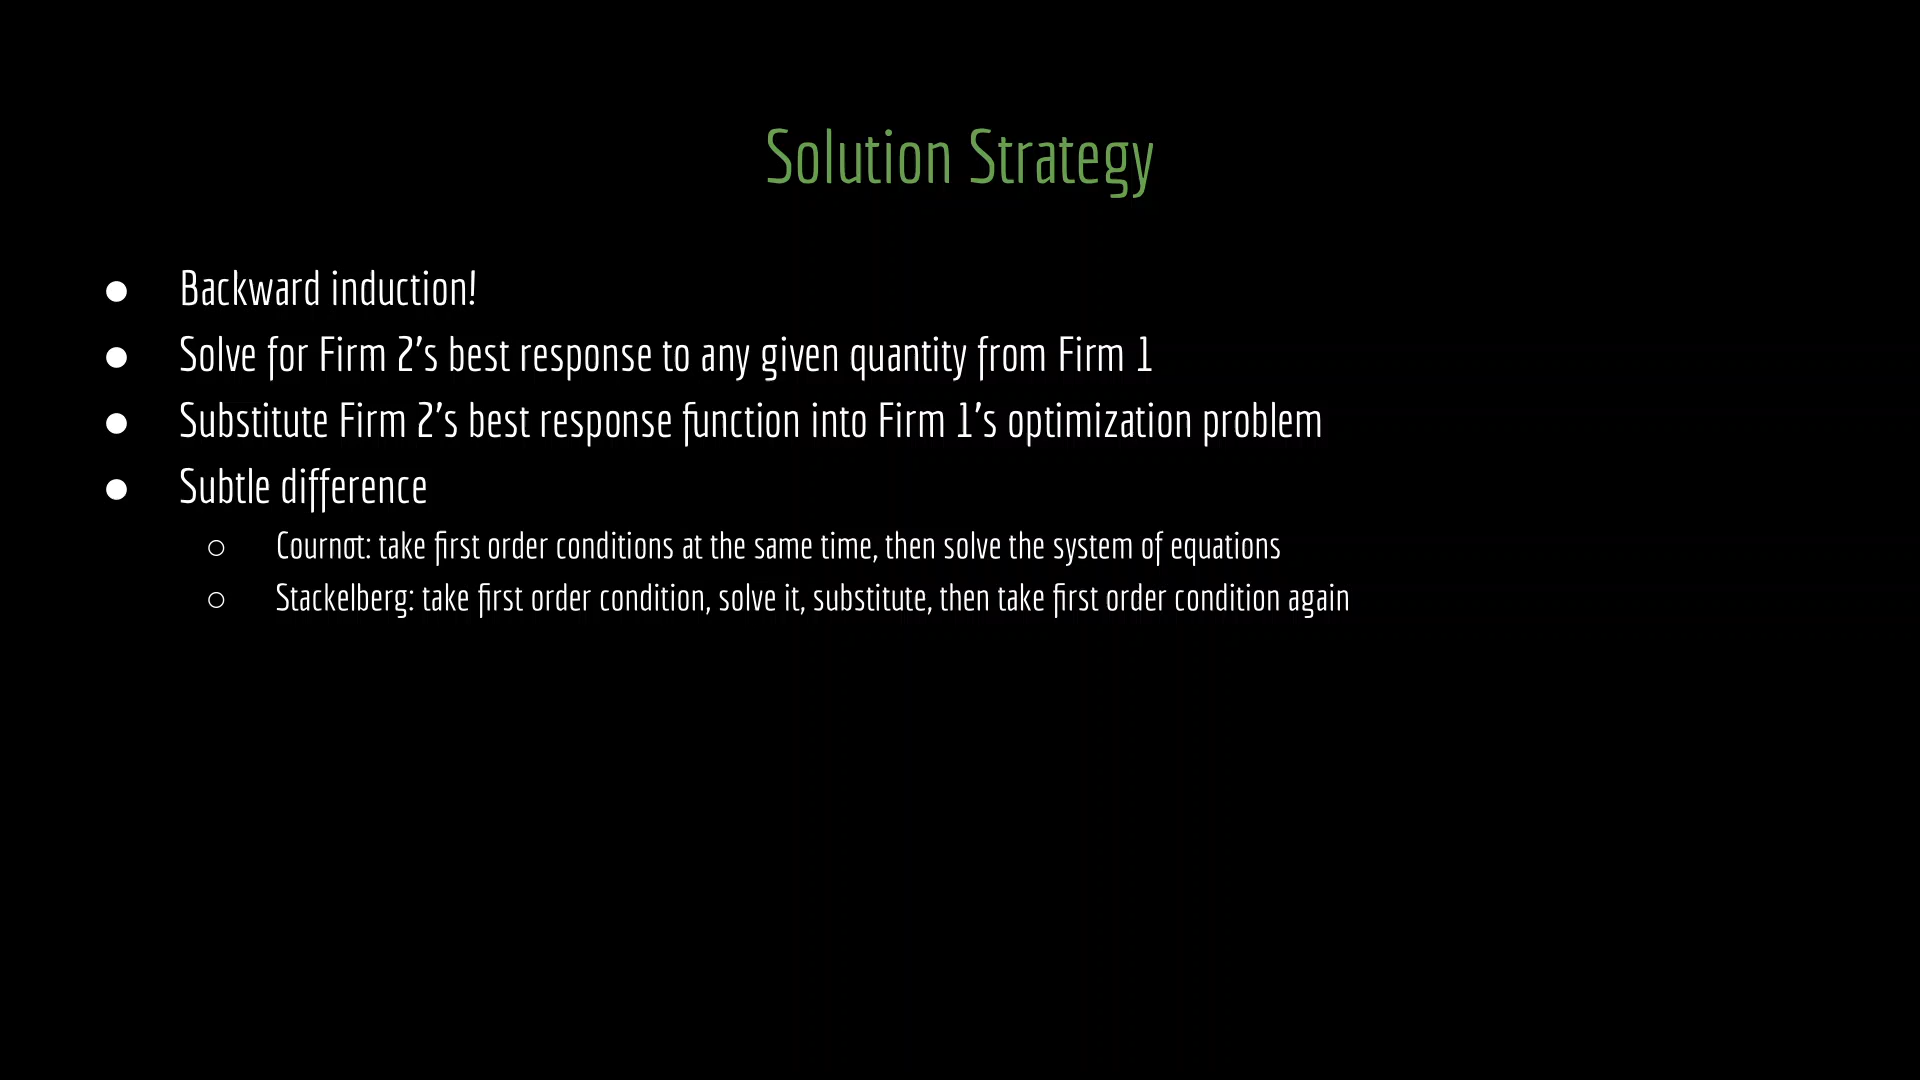 Solution Strategy
● Backward induction!
● Solve for Firm 2's best response to any given quantity from Firm 1
● Substitute Firm 2's best response function into Firm 1's optimization problem
● Subtle difference
○ Cournot: take first order conditions at the same time, then solve the system of equations
○ Stackelberg: take first order condition, solve it, substitute, then take first order condition again